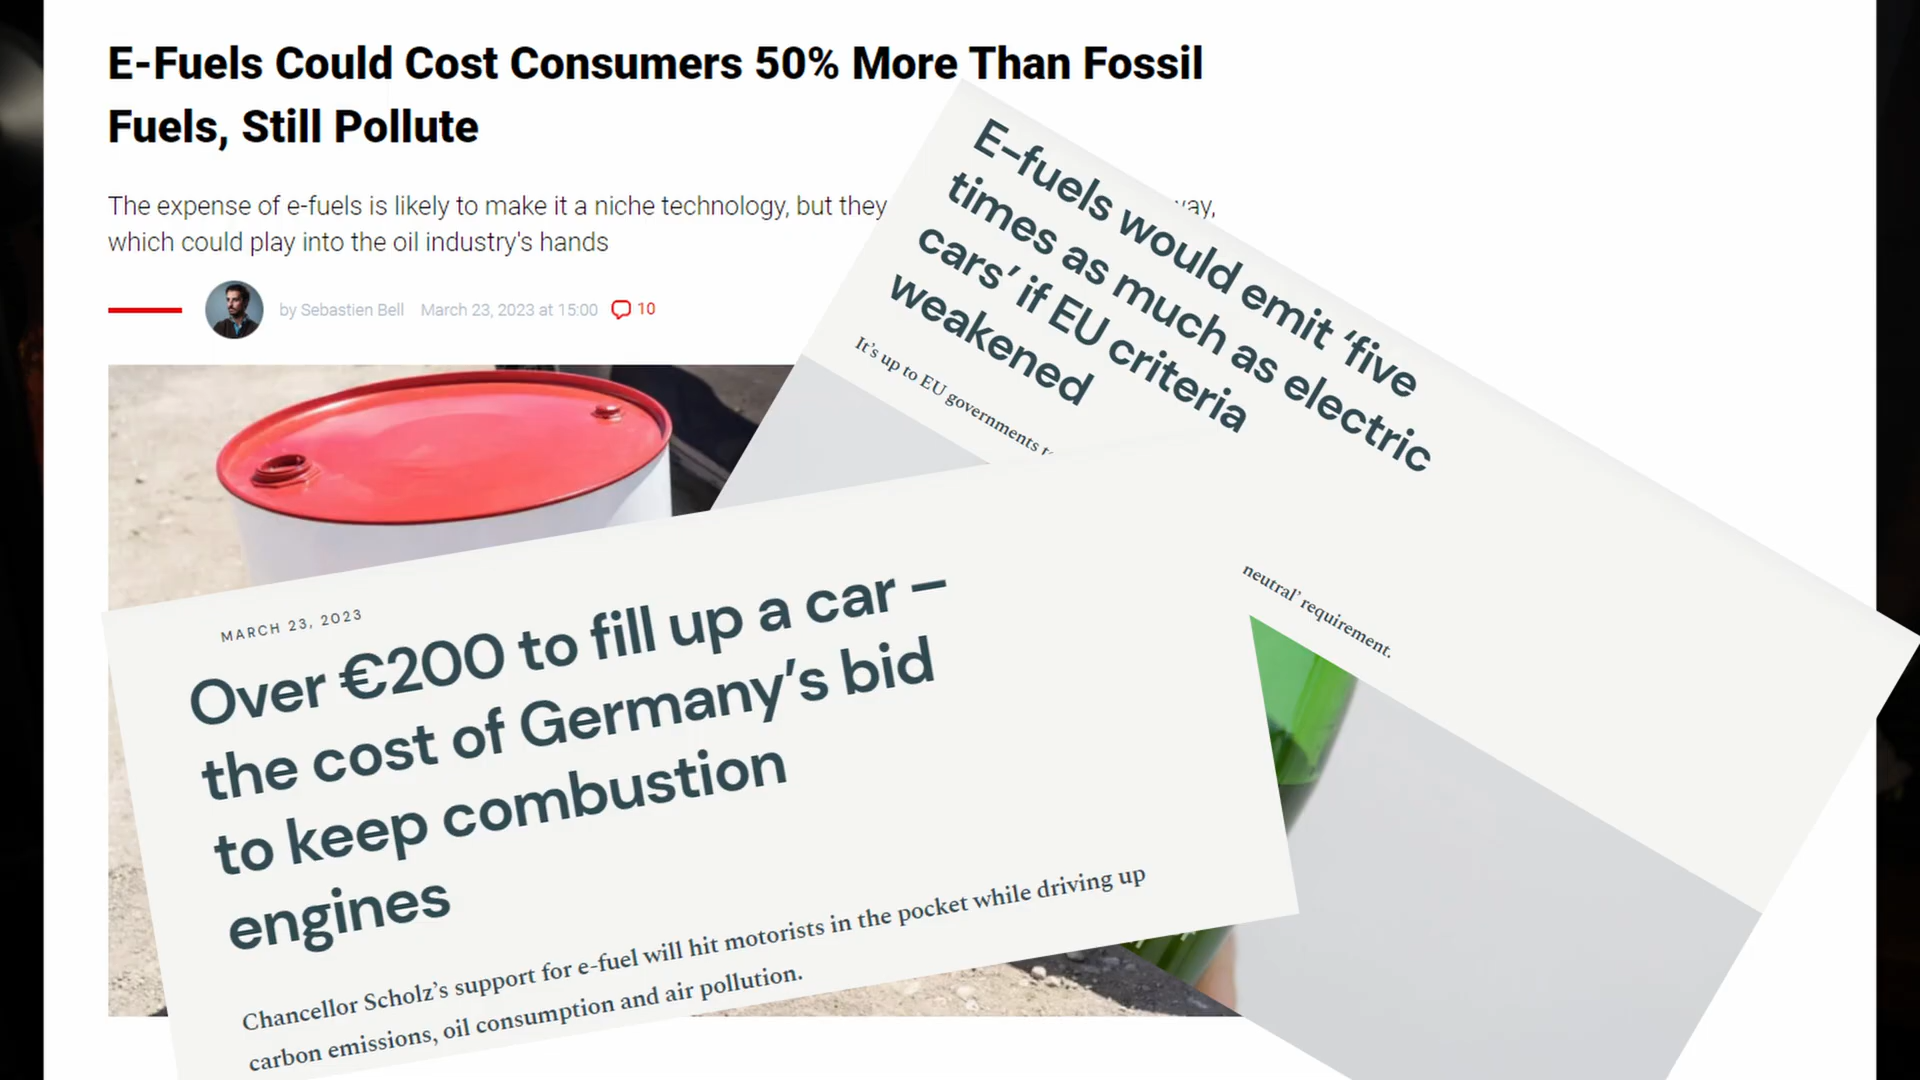 E-Fuels Could Cost Consumers 50% More Than Fossil
Fuels, Still Pollute
The expense of e-fuels is likely to make it a niche technology, but they
which could play into the oil industry's hands
by Sebastien Bell March 23, 2023 at 15:00 10
E-fuels would emit ‘five
times as much as electric
cars’ if EU criteria
weakened
It’s up to EU governments
neutral’ requirement.
MARCH 23, 2023
Over €200 to fill up a car –
the cost of Germany’s bid
to keep combustion
engines
Chancellor Scholz’s support for e-fuel will hit motorists in the pocket while driving up
carbon emissions, oil consumption and air pollution.